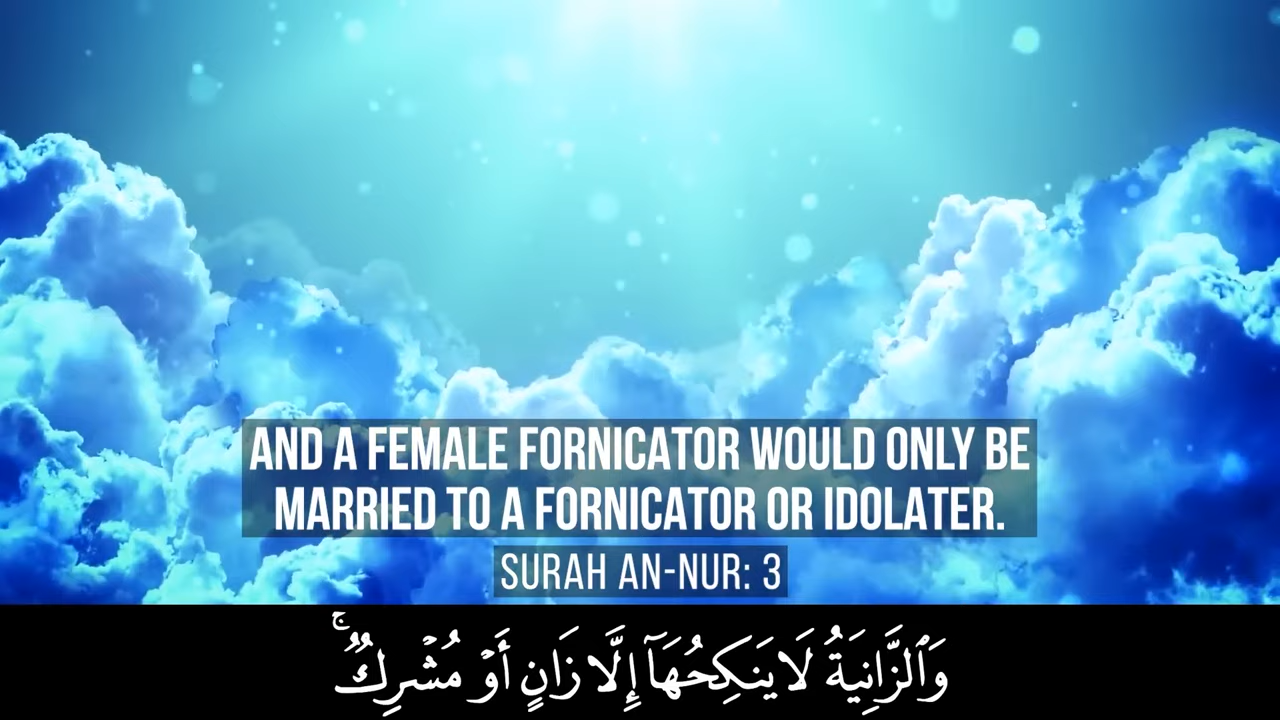 AND A FEMALE FORNICATOR WOULD ONLY BE
MARRIED TO A FORNICATOR OR IDOLATER.
SURAH AN-NUR: 3
وَٱلزَّانِيَةُ لَا يَنكِحُهَآ إِلَّا زَانٍ أَوۡ مُشۡرِكٌۚ